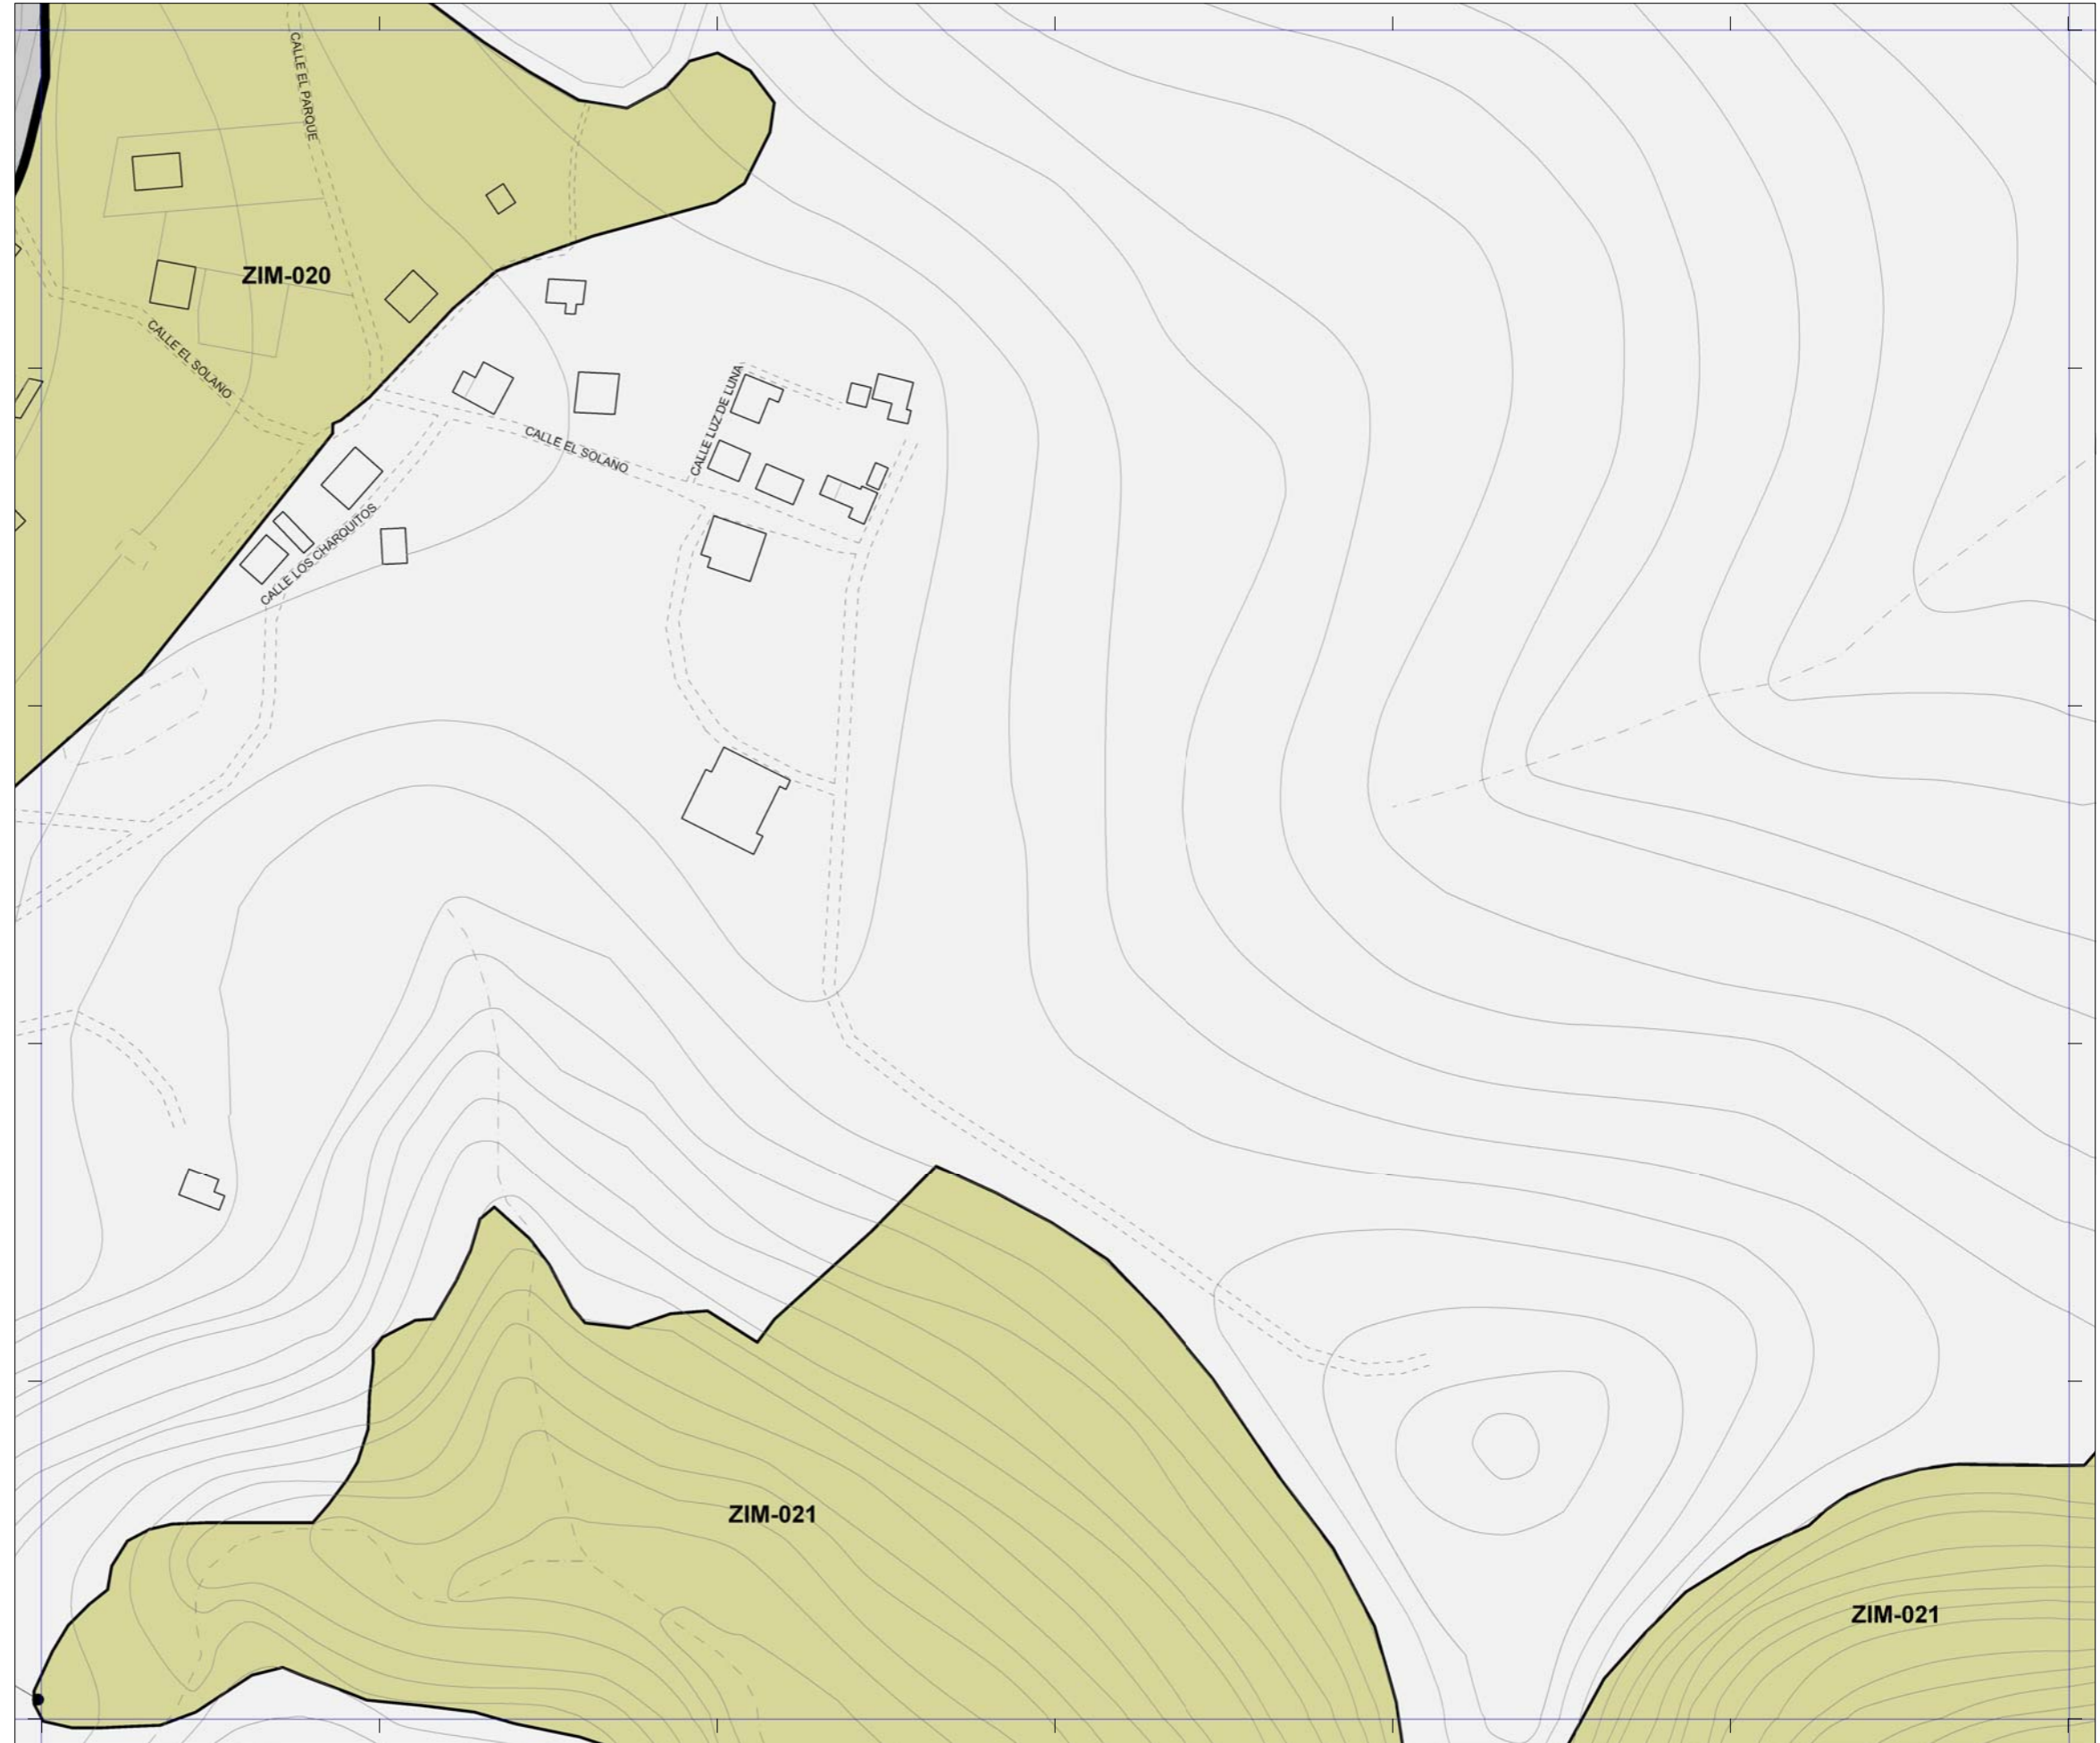 CALLE EL PARQUE
ZIM-020
CALLE EL SOLANO
CALLE LUZ DE LUNA
CALLE EL SOLANO
CALLE LOS CHARQUITOS
ZIM-021
ZIM-021